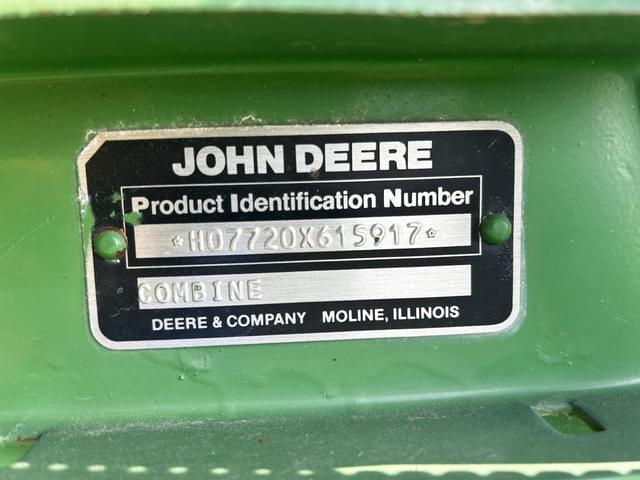 JOHN DEERE
Product Identification Number
*H07720X615917*
COMBINE
DEERE & COMPANY MOLINE, ILLINOIS